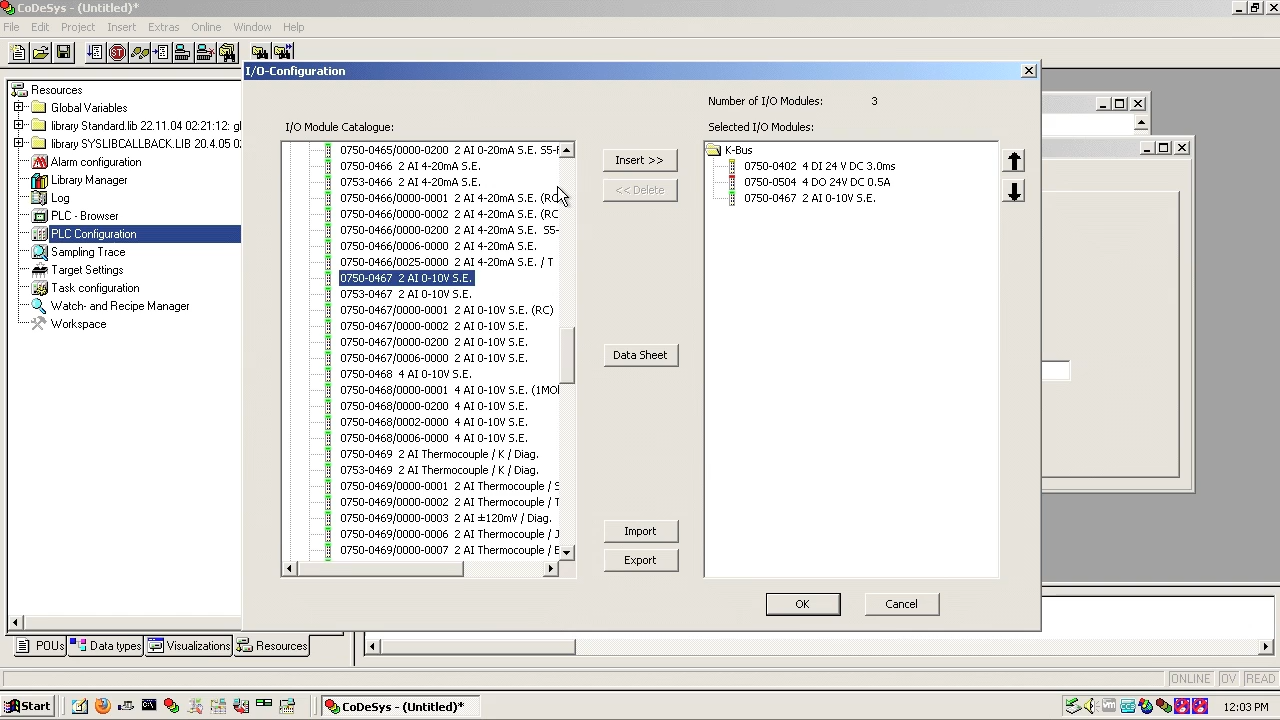 CoDeSys - (Untitled)*
File Edit Project Insert Extras Online Window Help
I/O-Configuration
Resources
Global Variables
library Standard.lib 22.11.04 02:21:12: gl
library SYSLIBCALLBACK.LIB 20.4.05 0
Alarm configuration
Library Manager
Log
PLC - Browser
PLC Configuration
Sampling Trace
Target Settings
Task configuration
Watch- and Recipe Manager
Workspace
Number of I/O Modules: 3
I/O Module Catalogue:
Selected I/O Modules:
0750-0465/0000-0200 2 AI 0-20mA S.E. S5-
0750-0466 2 AI 4-20mA S.E.
0753-0466 2 AI 4-20mA S.E.
0750-0466/0000-0001 2 AI 4-20mA S.E. (RC
0750-0466/0000-0002 2 AI 4-20mA S.E. (RC
0750-0466/0000-0200 2 AI 4-20mA S.E. S5-
0750-0466/0006-0000 2 AI 4-20mA S.E.
0750-0466/0025-0000 2 AI 4-20mA S.E. / T
0750-0467 2 AI 0-10V S.E.
0753-0467 2 AI 0-10V S.E.
0750-0467/0000-0001 2 AI 0-10V S.E. (RC)
0750-0467/0000-0002 2 AI 0-10V S.E.
0750-0467/0000-0200 2 AI 0-10V S.E.
0750-0467/0006-0000 2 AI 0-10V S.E.
0750-0468 4 AI 0-10V S.E.
0750-0468/0000-0001 4 AI 0-10V S.E. (1MO
0750-0468/0000-0200 4 AI 0-10V S.E.
0750-0468/0002-0000 4 AI 0-10V S.E.
0750-0468/0006-0000 4 AI 0-10V S.E.
0750-0469 2 AI Thermocouple / K / Diag.
0753-0469 2 AI Thermocouple / K / Diag.
0750-0469/0000-0001 2 AI Thermocouple / S
0750-0469/0000-0002 2 AI Thermocouple / T
0750-0469/0000-0003 2 AI ±120mV / Diag.
0750-0469/0000-0006 2 AI Thermocouple / J
0750-0469/0000-0007 2 AI Thermocouple / E
Insert >>
<< Delete
Data Sheet
Import
Export
K-Bus
0750-0402 4 DI 24 V DC 3.0ms
0750-0504 4 DO 24V DC 0.5A
0750-0467 2 AI 0-10V S.E.
OK
Cancel
POUs Data types Visualizations Resources
ONLINE OV READ
Start CoDeSys - (Untitled)* 12:03 PM